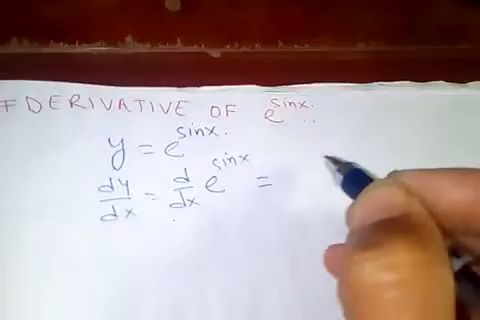 #DERIVATIVE OF e^sinx.
y = e^sinx.
dy/dx = d/dx e^sinx =